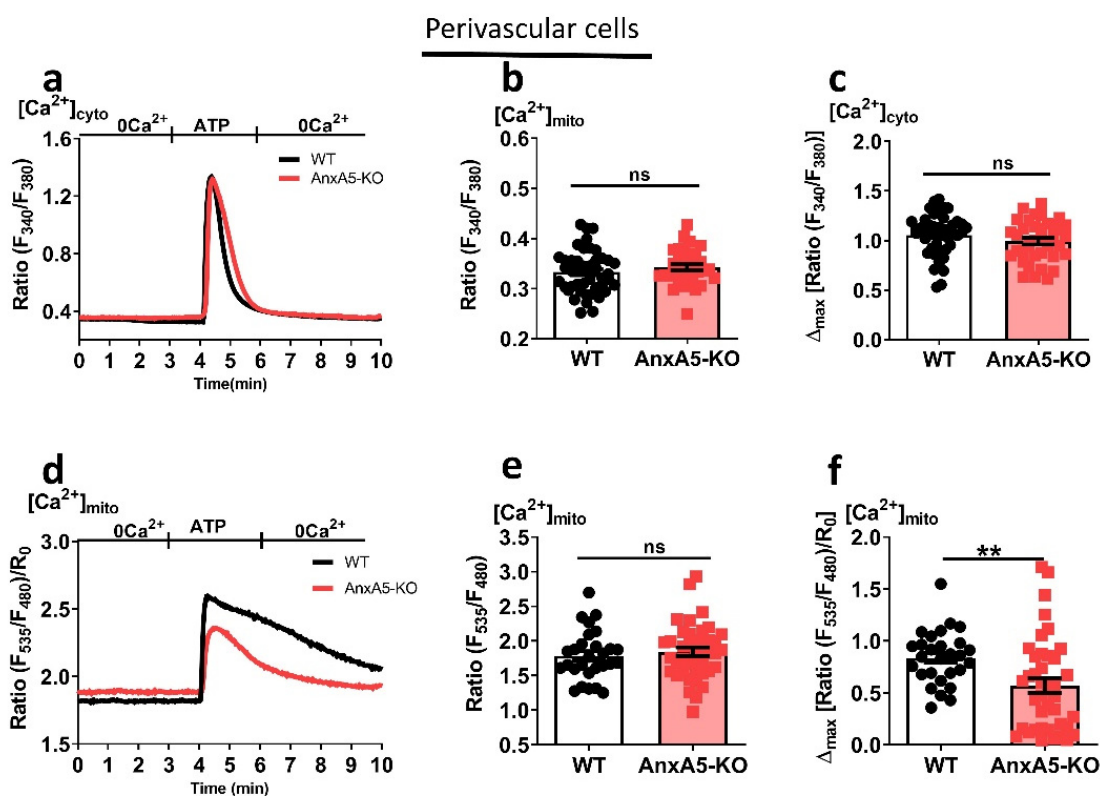 Perivascular cells
a
[Ca²⁺]cyto
0Ca²⁺ ATP 0Ca²⁺
WT
AnxA5-KO
Ratio (F340/F380)
1.6
1.2
0.8
0.4
0 1 2 3 4 5 6 7 8 9 10
Time(min)
b
[Ca²⁺]mito
Ratio (F340/F380)
0.6
0.5
0.4
0.3
0.2
ns
WT AnxA5-KO
c
[Ca²⁺]cyto
Δmax [Ratio (F340/F380)]
2.0
1.5
1.0
0.5
0.0
ns
WT AnxA5-KO
d
[Ca²⁺]mito
0Ca²⁺ ATP 0Ca²⁺
WT
AnxA5-KO
Ratio (F535/F480)/R0
3.0
2.5
2.0
1.5
0 1 2 3 4 5 6 7 8 9 10
Time (min)
e
[Ca²⁺]mito
Ratio (F535/F480)
3.5
3.0
2.5
2.0
1.5
1.0
0.5
ns
WT AnxA5-KO
f
[Ca²⁺]mito
Δmax [Ratio (F535/F480)/R0]
2.0
1.5
1.0
0.5
0.0
**
WT AnxA5-KO